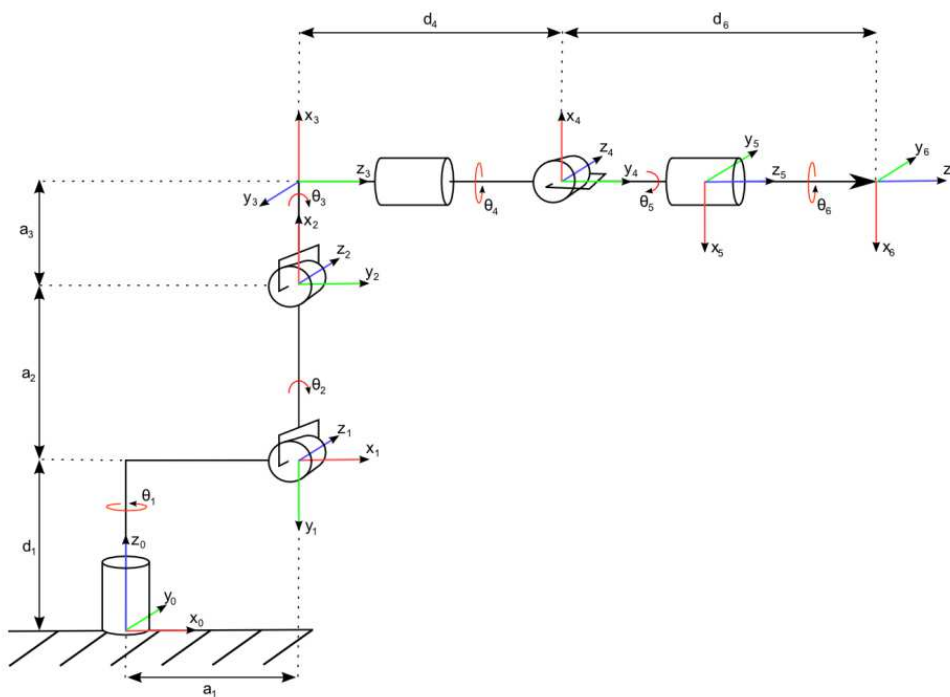 d₄ d₆
x₃ x₄
y₅ y₆
z₃ z₄ y₄ z₅ z
y₃ θ₃ θ₄ θ₅ θ₆
x₂ x₅ x₆
a₃
z₂
y₂
a₂
θ₂
z₁
x₁
θ₁
y₁
d₁
z₀
y₀
x₀
a₁